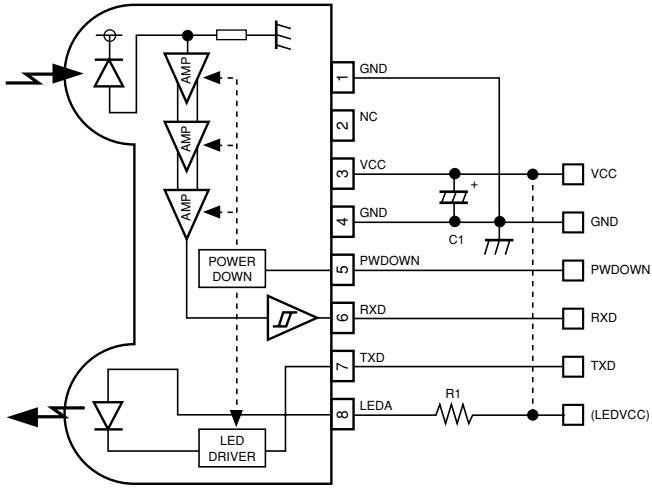 AMP
AMP
AMP
POWER
DOWN
LED
DRIVER
1
GND
2
NC
3
VCC
4
GND
5
PWDOWN
6
RXD
7
TXD
8
LEDA
+
C1
R1
VCC
GND
PWDOWN
RXD
TXD
(LEDVCC)